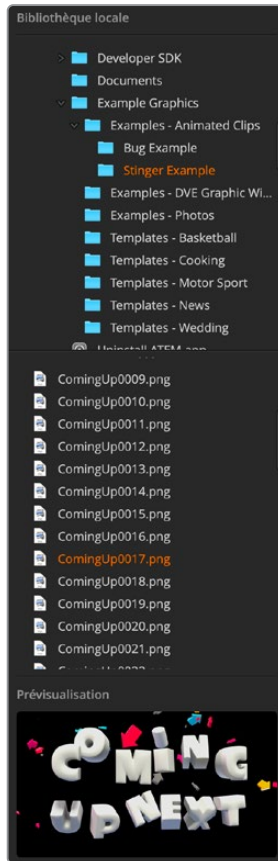 Bibliothèque locale
Developer SDK
Documents
Example Graphics
Examples - Animated Clips
Bug Example
Stinger Example
Examples - DVE Graphic Wi...
Examples - Photos
Templates - Basketball
Templates - Cooking
Templates - Motor Sport
Templates - News
Templates - Wedding
Uninstall ATEM.app
ComingUp0009.png
ComingUp0010.png
ComingUp0011.png
ComingUp0012.png
ComingUp0013.png
ComingUp0014.png
ComingUp0015.png
ComingUp0016.png
ComingUp0017.png
ComingUp0018.png
ComingUp0019.png
ComingUp0020.png
ComingUp0021.png
Prévisualisation
COMING
UP NEXT